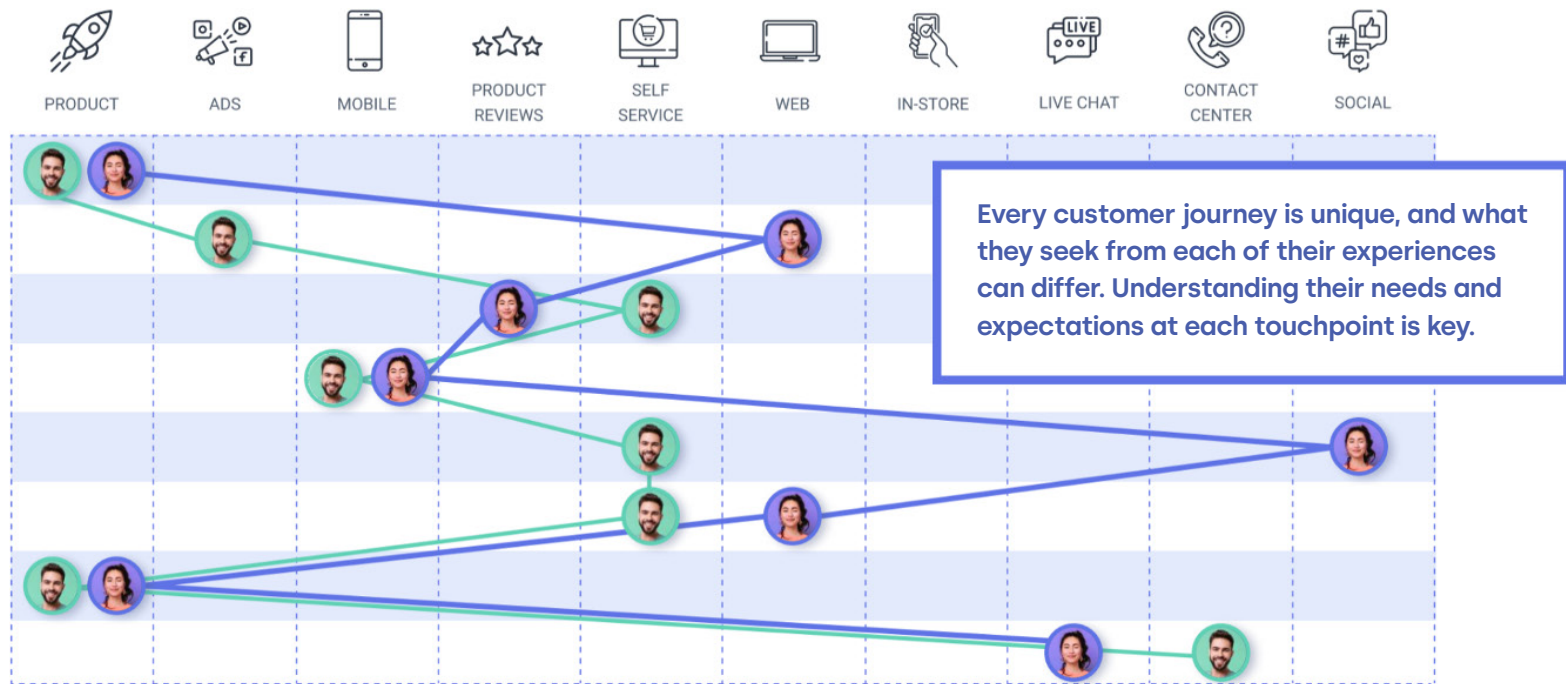 LIVE
#
f
?
PRODUCT
ADS
MOBILE
PRODUCT
REVIEWS
SELF
SERVICE
WEB
IN-STORE
LIVE CHAT
CONTACT
CENTER
SOCIAL
Every customer journey is unique, and what
they seek from each of their experiences
can differ. Understanding their needs and
expectations at each touchpoint is key.